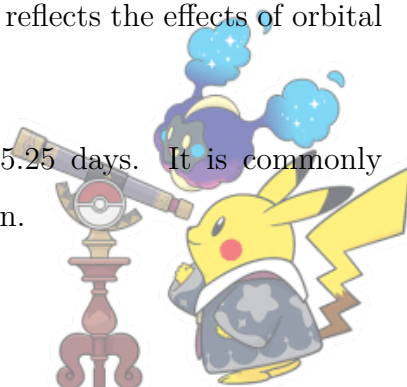 reflects the effects of orbital
5.25 days. It is commonly
n.